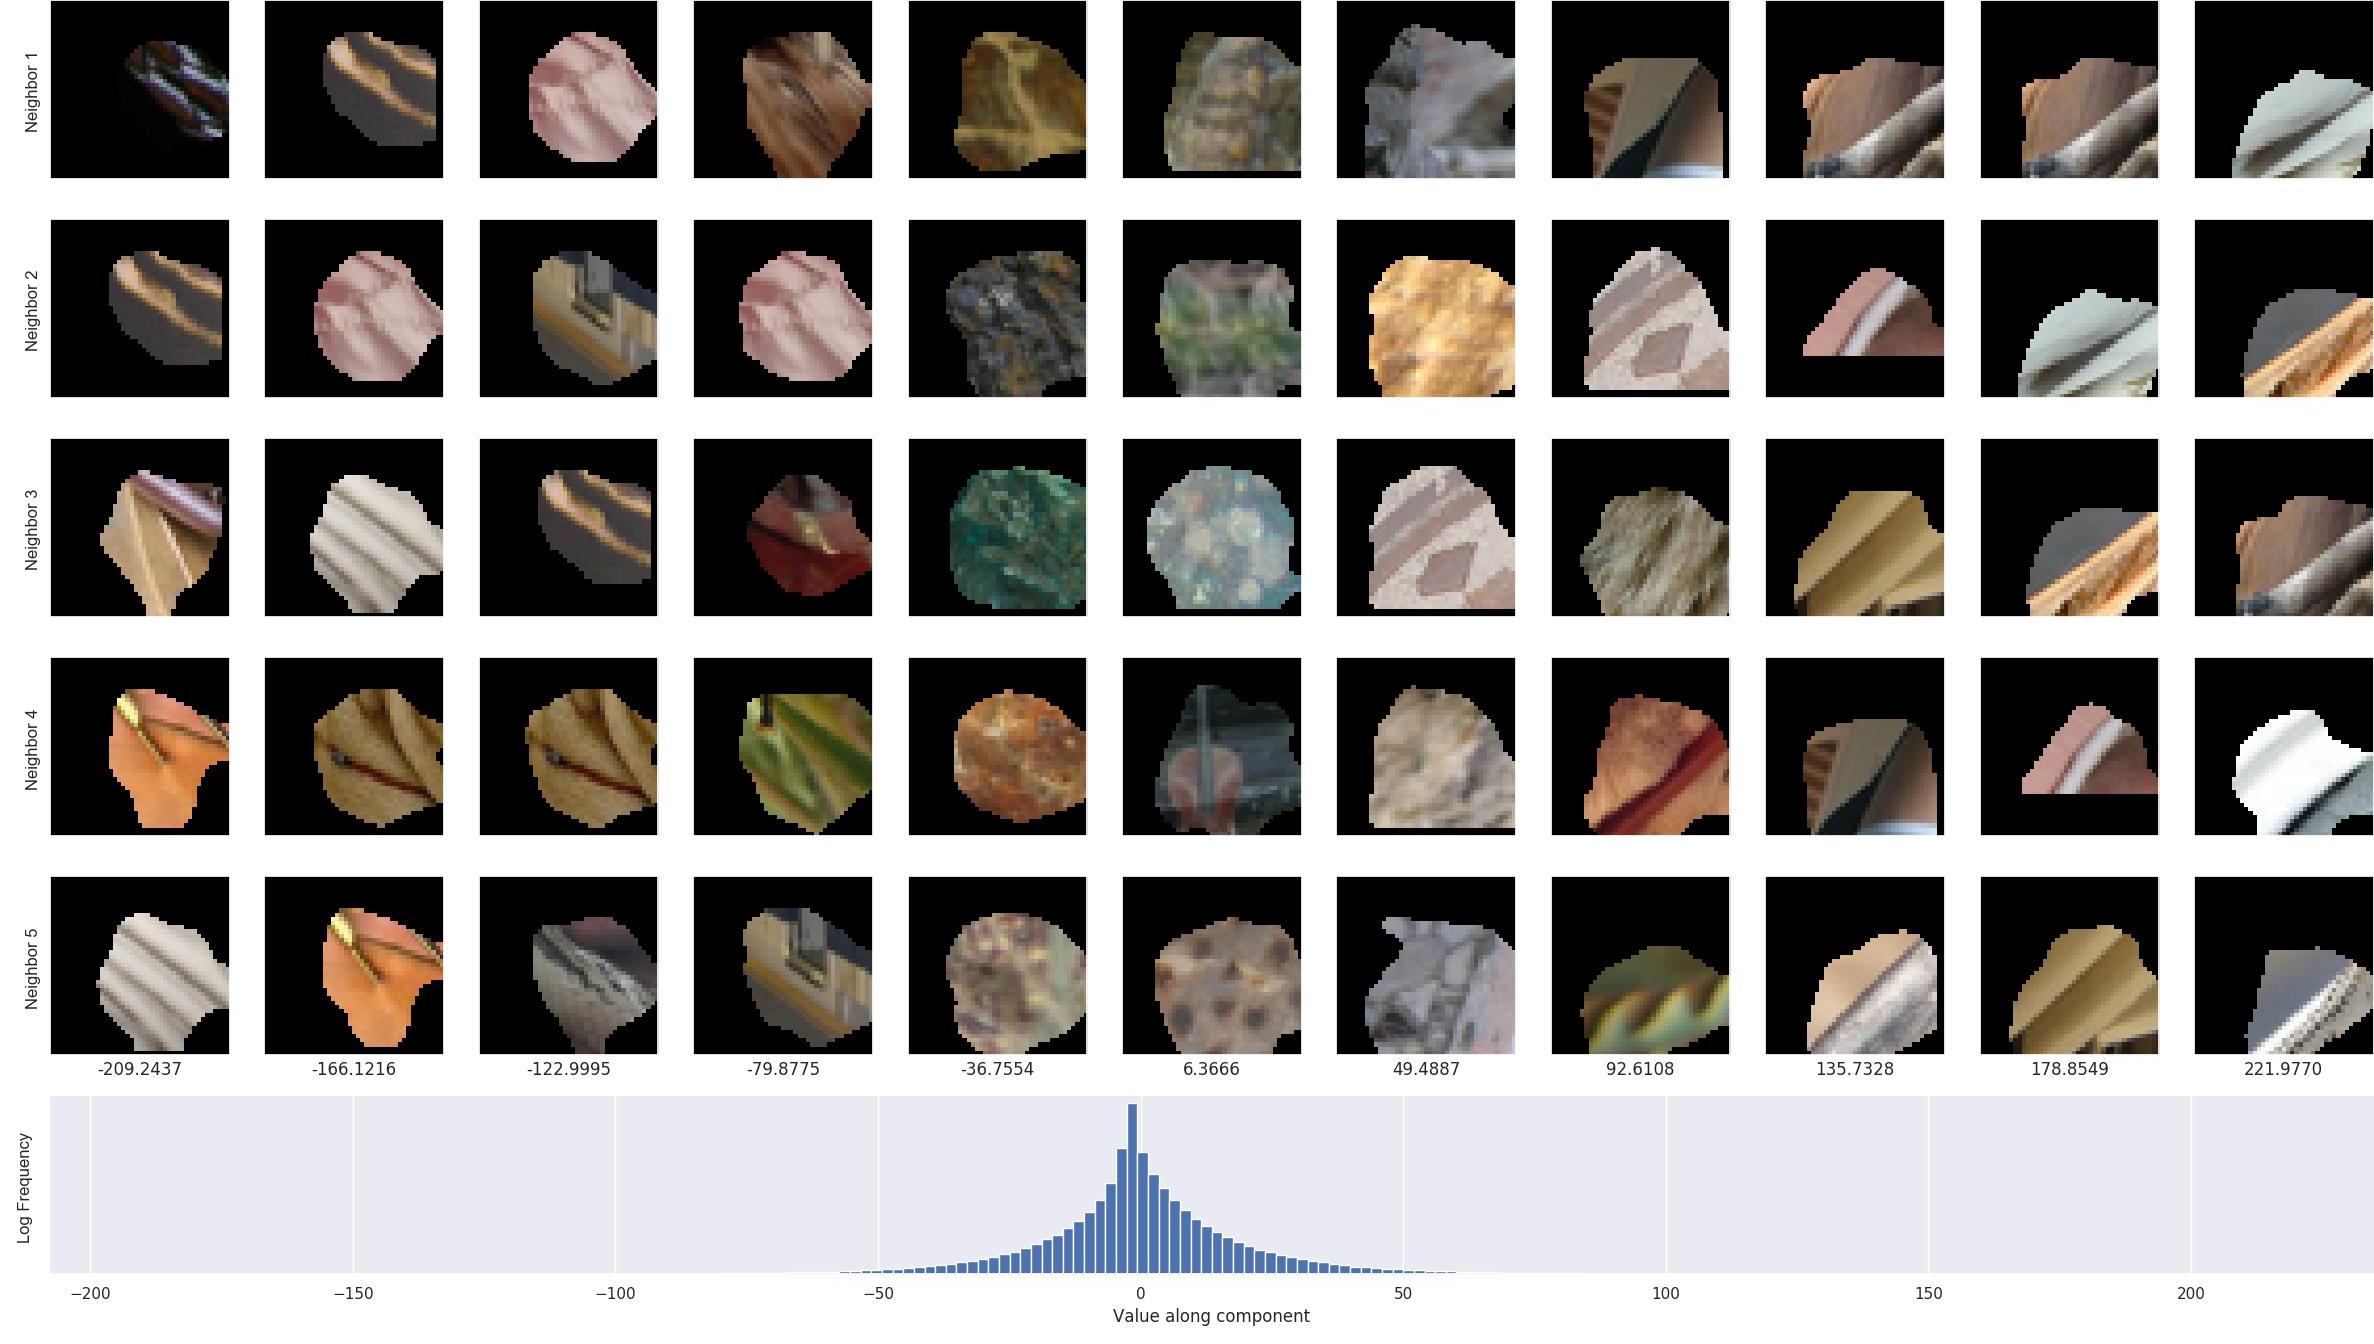 Neighbor 1
Neighbor 2
Neighbor 3
Neighbor 4
Neighbor 5
-209.2437 -166.1216 -122.9995 -79.8775 -36.7554 6.3666 49.4887 92.6108 135.7328 178.8549 221.9770
Log Frequency
−200 −150 −100 −50 0 50 100 150 200
Value along component